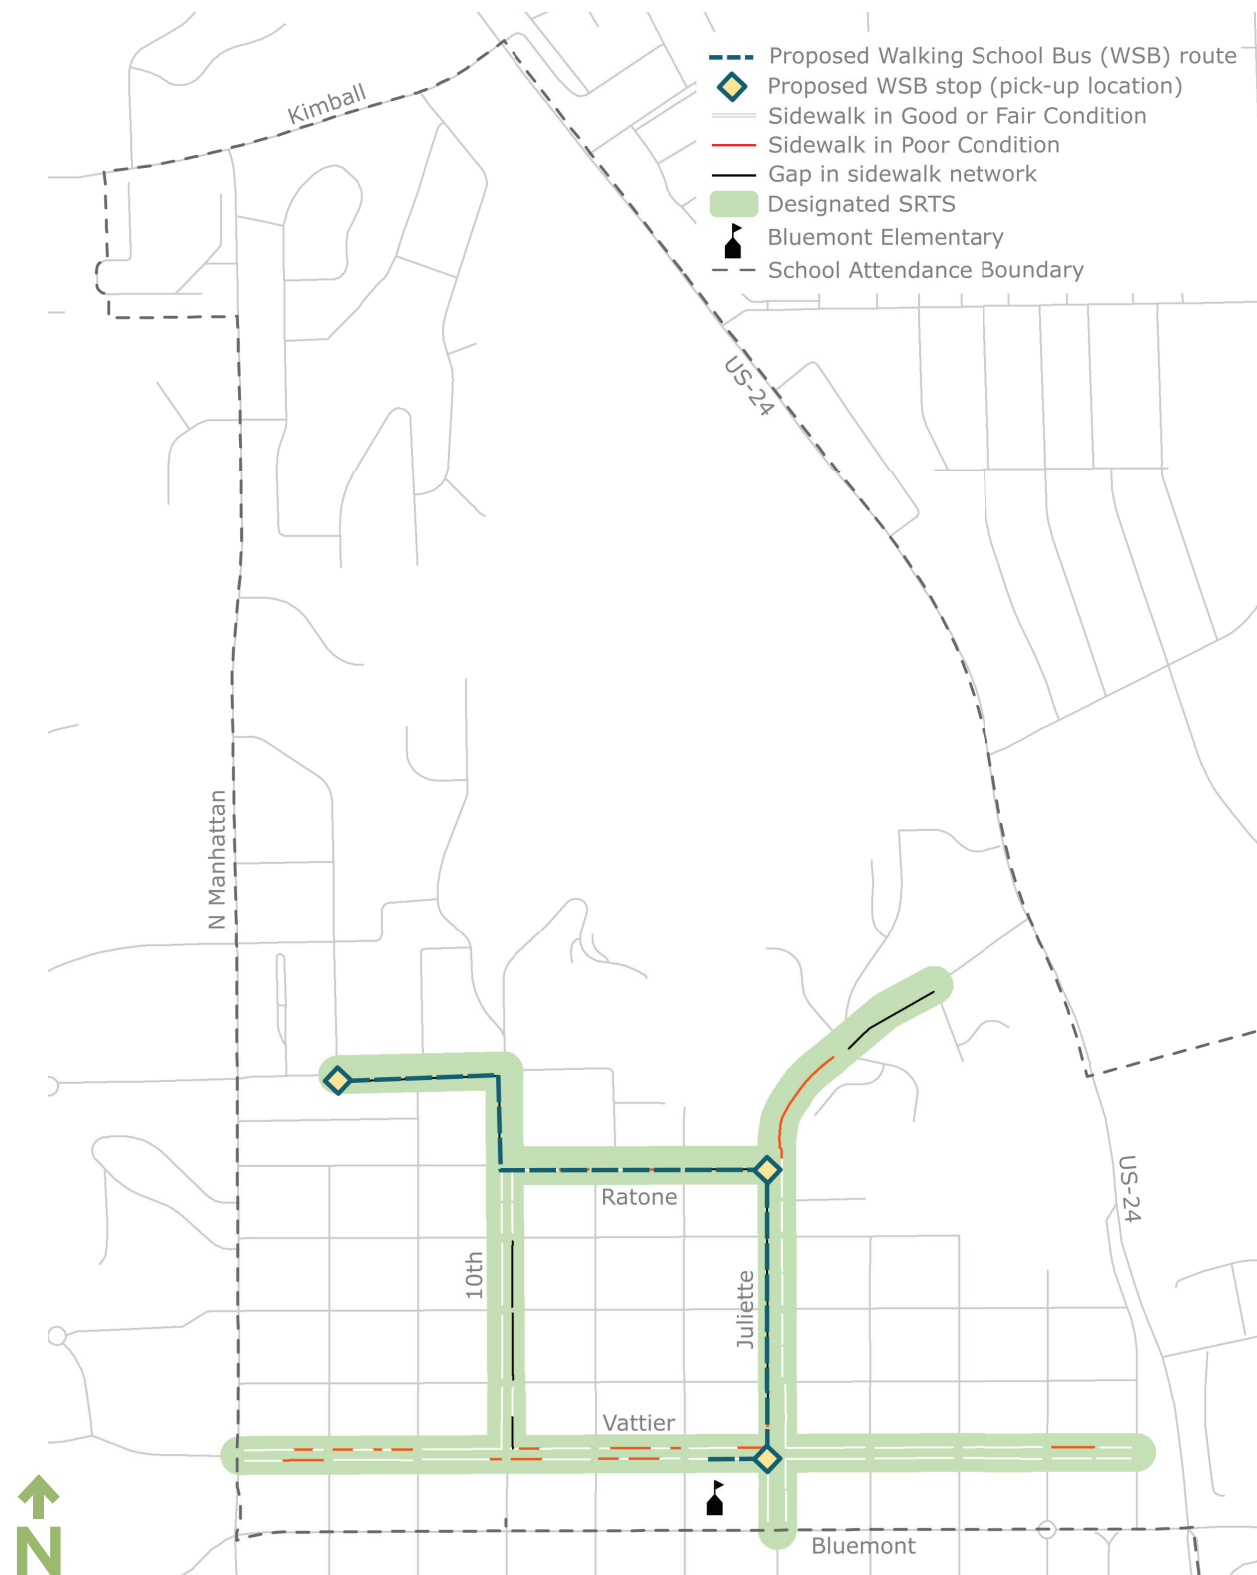 Proposed Walking School Bus (WSB) route
Proposed WSB stop (pick-up location)
Sidewalk in Good or Fair Condition
Sidewalk in Poor Condition
Gap in sidewalk network
Designated SRTS
Bluemont Elementary
School Attendance Boundary
Kimball
US-24
N Manhattan
US-24
Ratone
10th
Juliette
Vattier
Bluemont
N